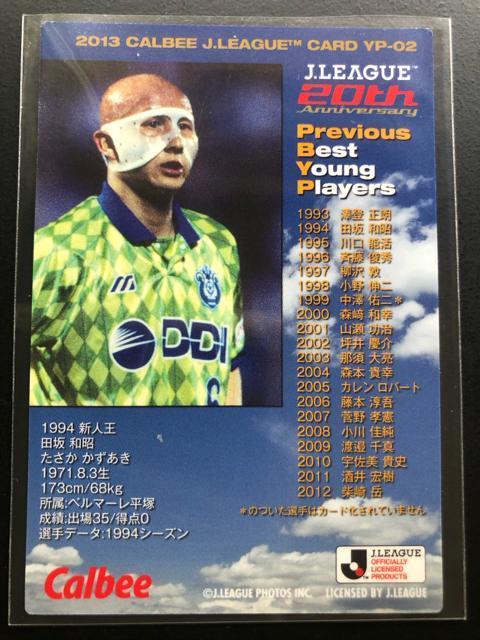 2013 CALBEE J.LEAGUE™ CARD YP-02
J.LEAGUE™
20th
Anniversary
Previous
Best
Young
Players
1993 澤登 正朗
1994 田坂 和昭
1995 川口 能活
1996 斉藤 俊秀
1997 柳沢 敦
1998 小野 伸二
1999 中澤 佑二*
2000 森﨑 和幸
2001 山瀬 功治
2002 坪井 慶介
2003 那須 大亮
2004 森本 貴幸
2005 カレン ロバート
2006 藤本 淳吾
2007 菅野 孝憲
2008 小川 佳純
2009 渡邉 千真
2010 宇佐美 貴史
2011 酒井 宏樹
2012 柴崎 岳
*のついた選手はカード化されていません
DDI
1994 新人王
田坂 和昭
たさか かずあき
1971.8.3生
173cm/68kg
所属:ベルマーレ平塚
成績:出場35/得点0
選手データ:1994シーズン
Calbee
J.LEAGUE
OFFICIALLY
LICENSED
PRODUCTS
©J.LEAGUE PHOTOS INC. LICENSED BY J.LEAGUE